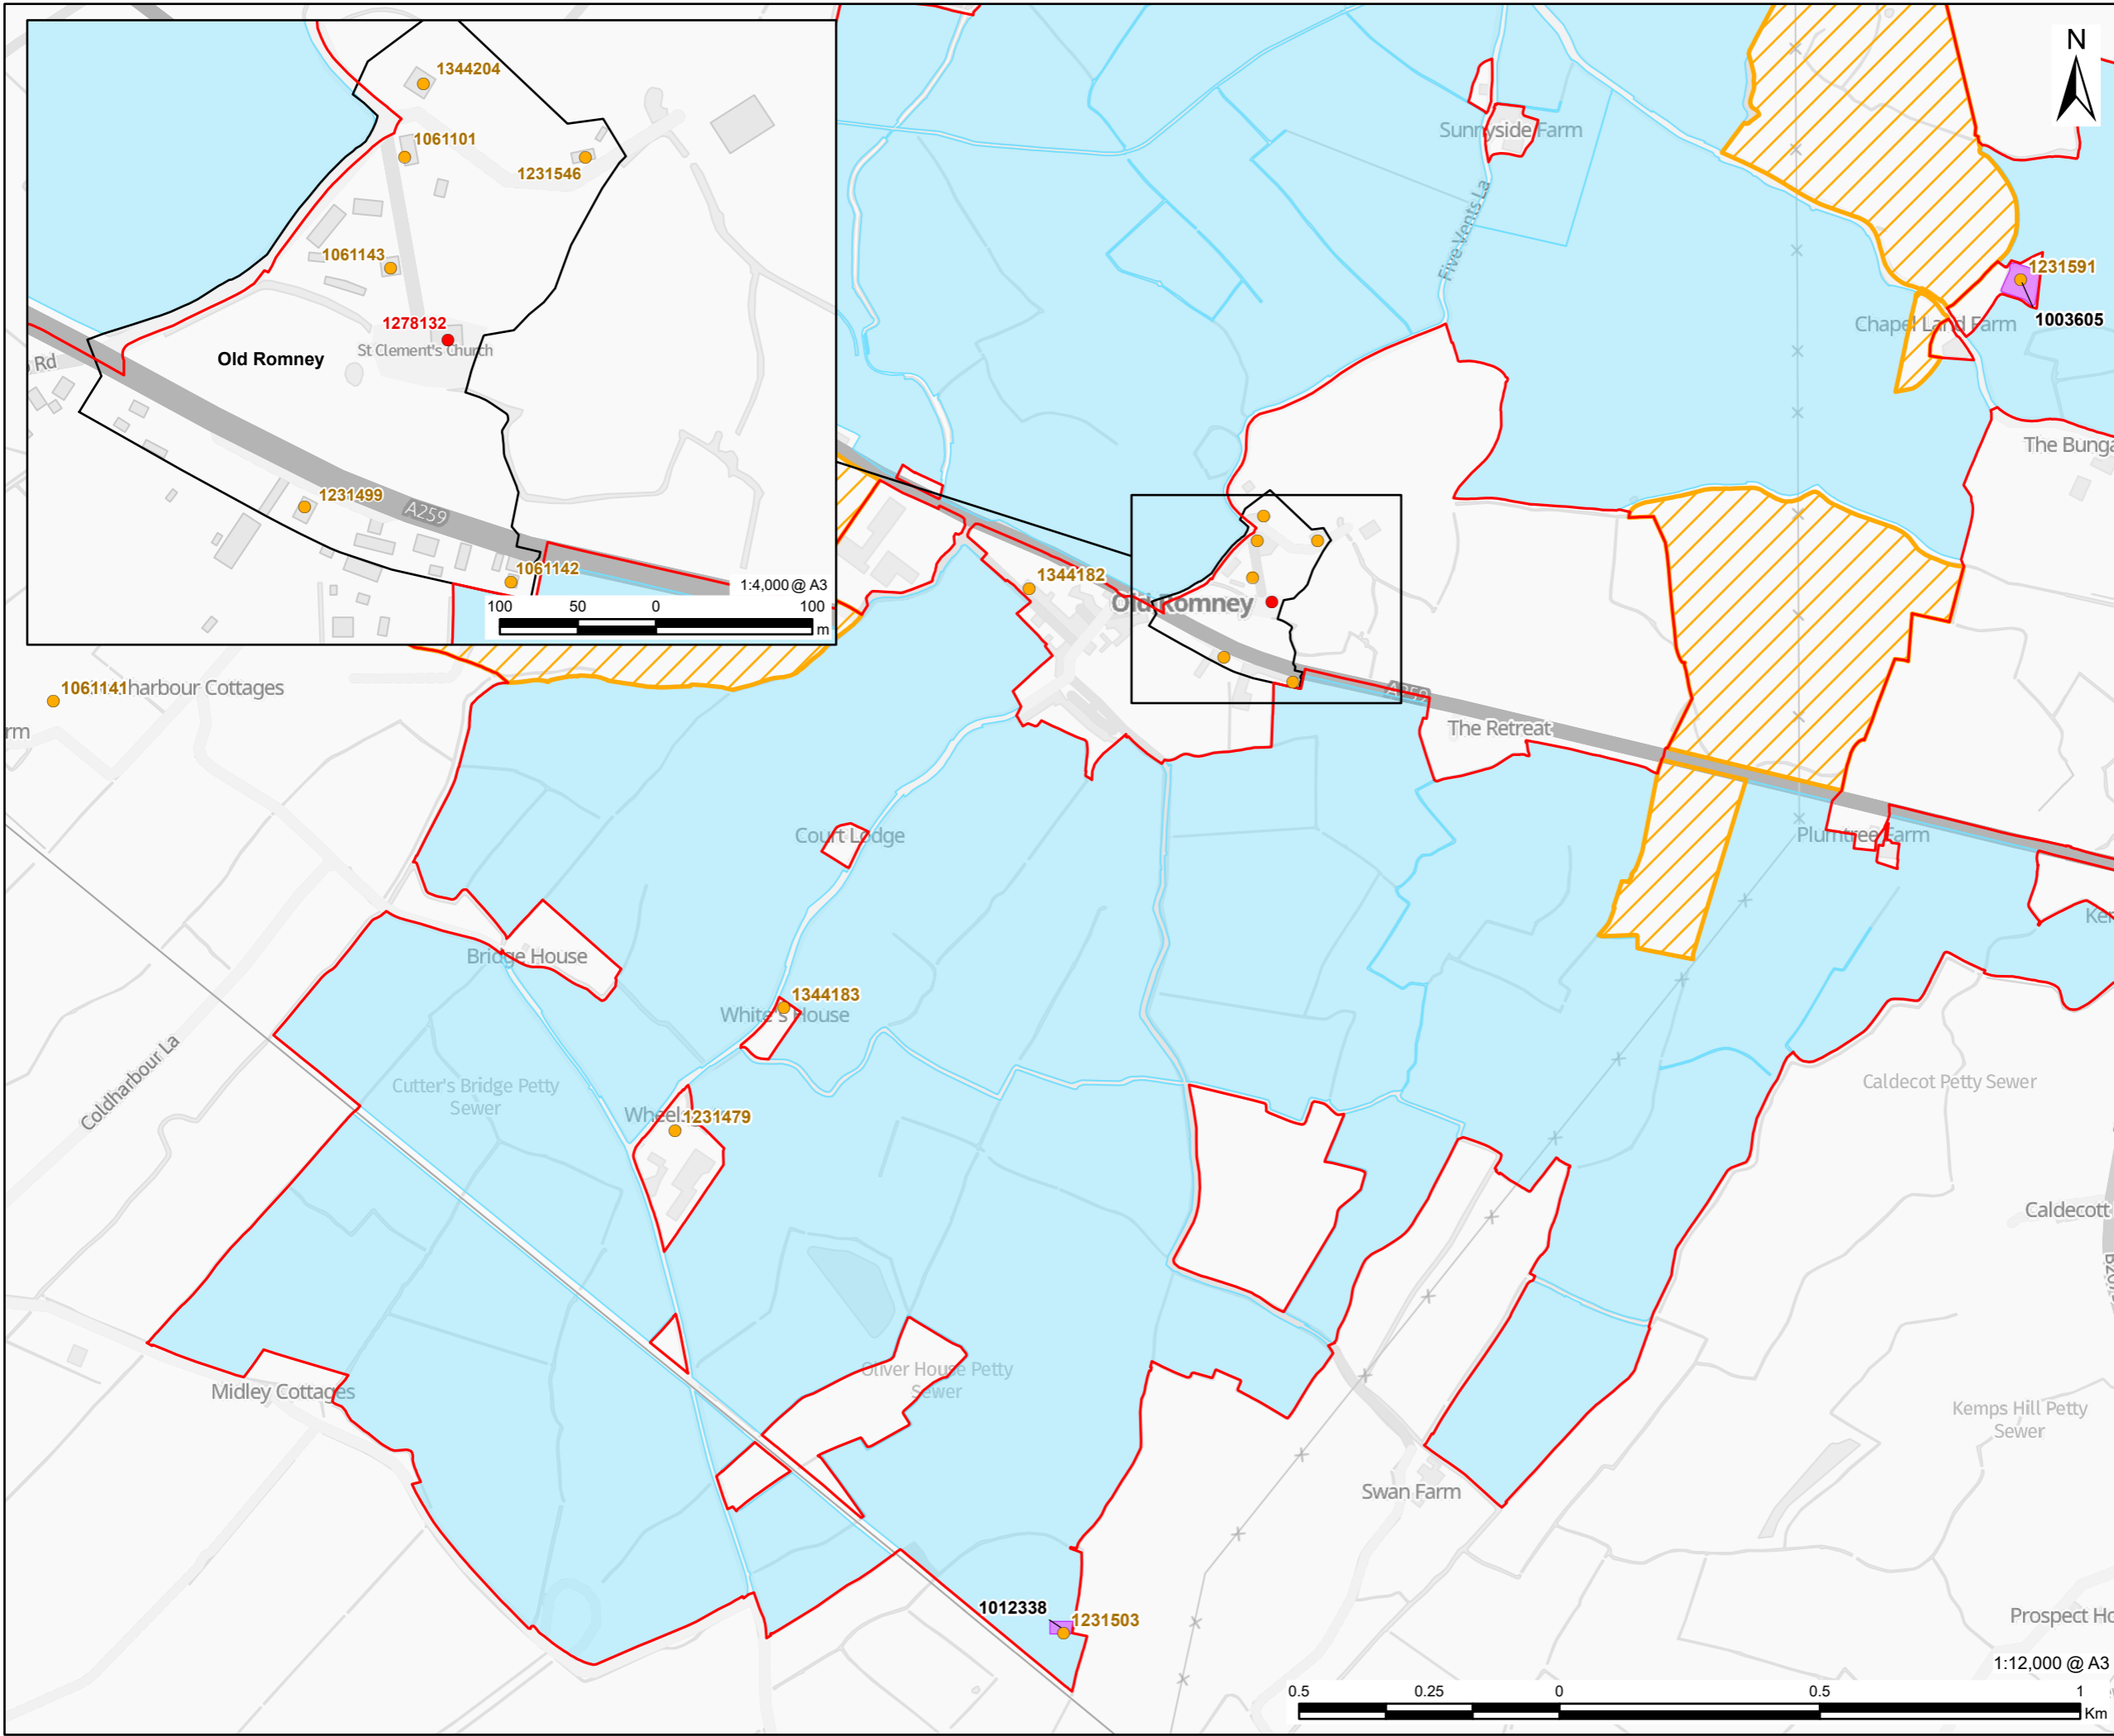 N
1344204
1061101
1231546
1061143
1278132
St Clement's Church
Old Romney
Rd
1231499
A259
1061142
1:4,000 @ A3
100 50 0 100
m
Sunnyside Farm
Five Vents La
1231591
1003605
Chapel Land Farm
The Bunga
1344182
Old Romney
A259
The Retreat
1061141
harbour Cottages
rm
Court Lodge
Plumtree Farm
Ker
Bridge House
1344183
White's House
Coldharbour La
Cutter's Bridge Petty
Sewer
Wheel
1231479
Caldecot Petty Sewer
Caldecott
Midley Cottages
Oliver House Petty
Sewer
Kemps Hill Petty
Sewer
Swan Farm
1012338
1231503
Prospect Ho
1:12,000 @ A3
0.5 0.25 0 0.5 1
Km